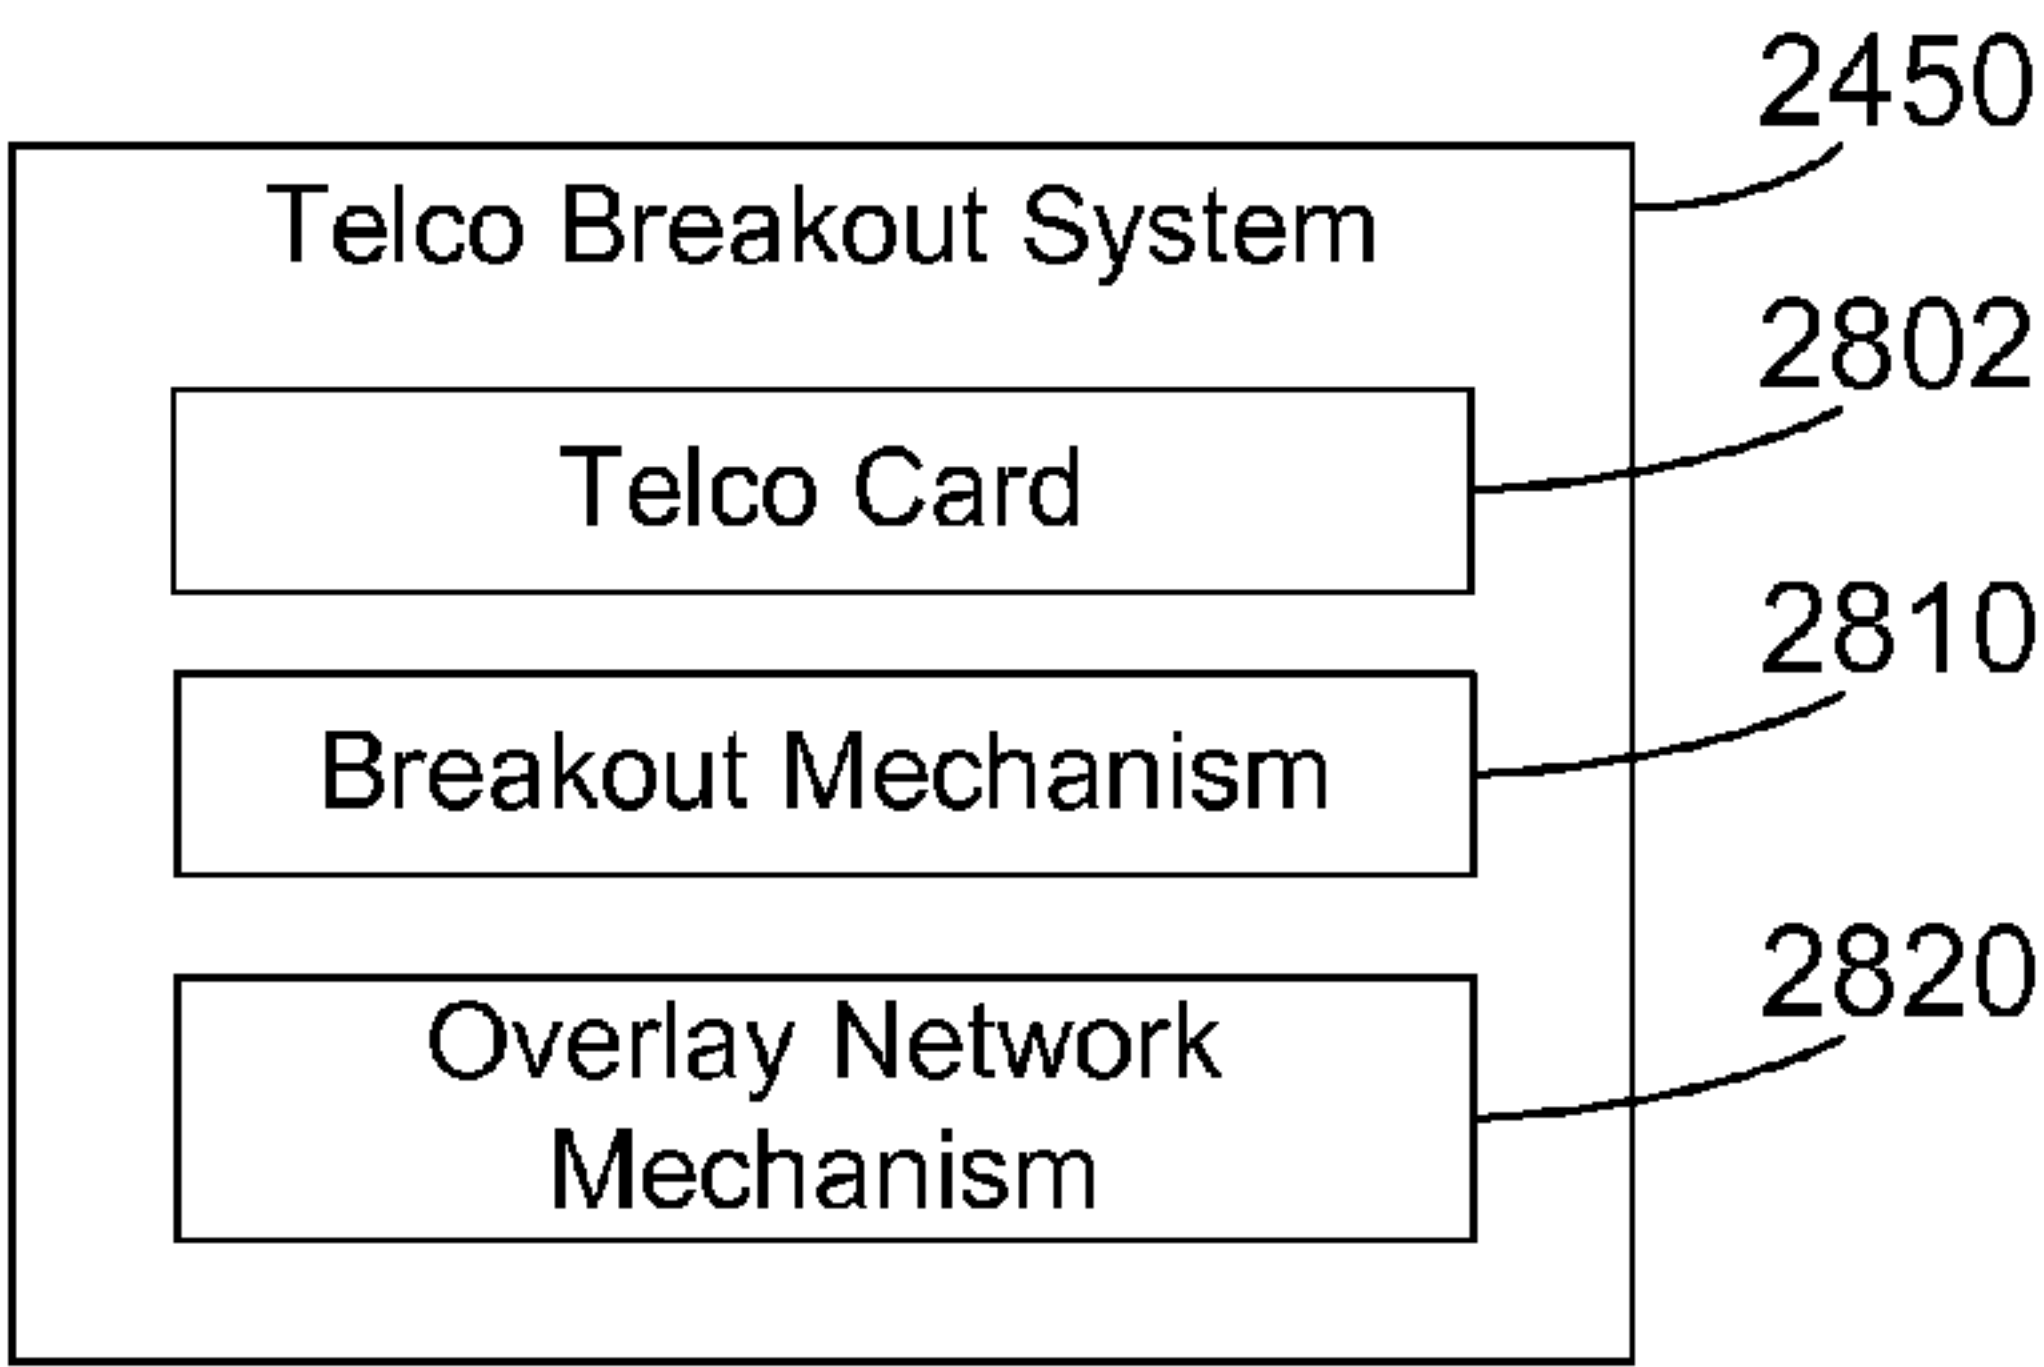 2450
Telco Breakout System
2802
Telco Card
2810
Breakout Mechanism
2820
Overlay Network
Mechanism